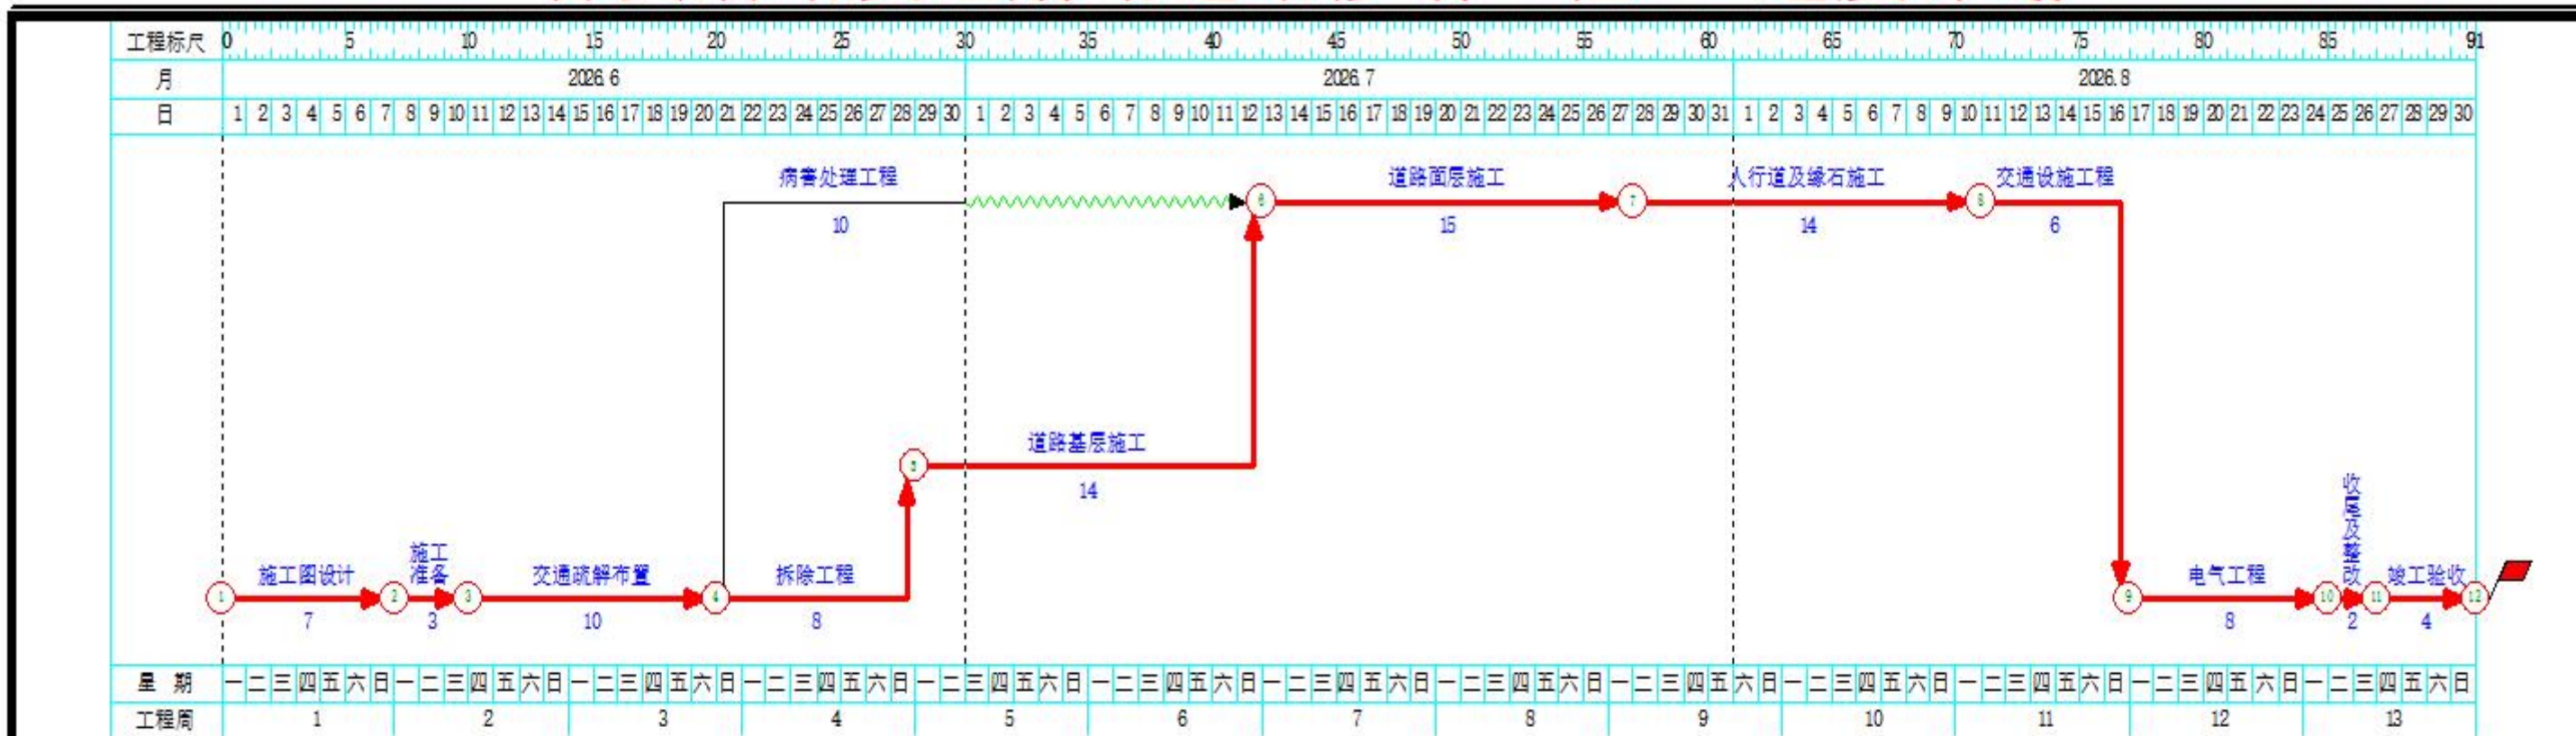 工程标尺 0 5 10 15 20 25 30 35 40 45 50 55 60 65 70 75 80 85 91
月 2026.6 2026.7 2026.8
日 1 2 3 4 5 6 7 8 9 10 11 12 13 14 15 16 17 18 19 20 21 22 23 24 25 26 27 28 29 30 1 2 3 4 5 6 7 8 9 10 11 12 13 14 15 16 17 18 19 20 21 22 23 24 25 26 27 28 29 30 31 1 2 3 4 5 6 7 8 9 10 11 12 13 14 15 16 17 18 19 20 21 22 23 24 25 26 27 28 29 30
病害处理工程 道路面层施工 人行道及缘石施工 交通设施工程
6 7 8
10 15 14 6
道路基层施工
5
14
收尾及整改
施工
施工图设计 准备 交通疏解布置 拆除工程 电气工程 竣工验收
1 2 3 4 9 10 11 12
7 3 10 8 8 2 4
星 期 一 二 三 四 五 六 日 一 二 三 四 五 六 日 一 二 三 四 五 六 日 一 二 三 四 五 六 日 一 二 三 四 五 六 日 一 二 三 四 五 六 日 一 二 三 四 五 六 日 一 二 三 四 五 六 日 一 二 三 四 五 六 日 一 二 三 四 五 六 日 一 二 三 四 五 六 日 一 二 三 四 五 六 日 一 二 三 四 五 六 日
工程周 1 2 3 4 5 6 7 8 9 10 11 12 13